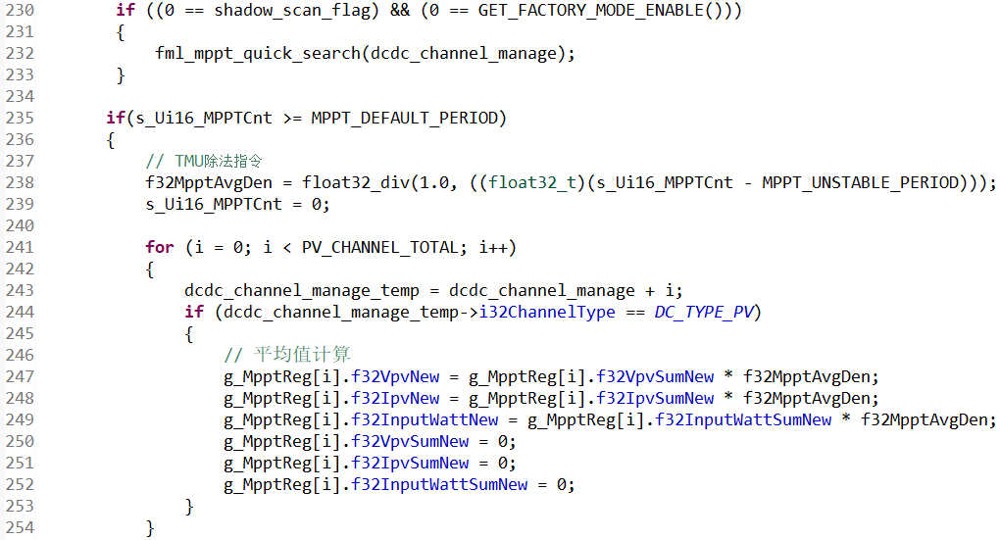 230 if ((0 == shadow_scan_flag) && (0 == GET_FACTORY_MODE_ENABLE()))
231 {
232 fml_mppt_quick_search(dcdc_channel_manage);
233 }
234
235 if(s_Ui16_MPPTCnt >= MPPT_DEFAULT_PERIOD)
236 {
237 // TMU除法指令
238 f32MpptAvgDen = float32_div(1.0, ((float32_t)(s_Ui16_MPPTCnt - MPPT_UNSTABLE_PERIOD)));
239 s_Ui16_MPPTCnt = 0;
240
241 for (i = 0; i < PV_CHANNEL_TOTAL; i++)
242 {
243 dcdc_channel_manage_temp = dcdc_channel_manage + i;
244 if (dcdc_channel_manage_temp->i32ChannelType == DC_TYPE_PV)
245 {
246 // 平均值计算
247 g_MpptReg[i].f32VpvNew = g_MpptReg[i].f32VpvSumNew * f32MpptAvgDen;
248 g_MpptReg[i].f32IpvNew = g_MpptReg[i].f32IpvSumNew * f32MpptAvgDen;
249 g_MpptReg[i].f32InputWattNew = g_MpptReg[i].f32InputWattSumNew * f32MpptAvgDen;
250 g_MpptReg[i].f32VpvSumNew = 0;
251 g_MpptReg[i].f32IpvSumNew = 0;
252 g_MpptReg[i].f32InputWattSumNew = 0;
253 }
254 }